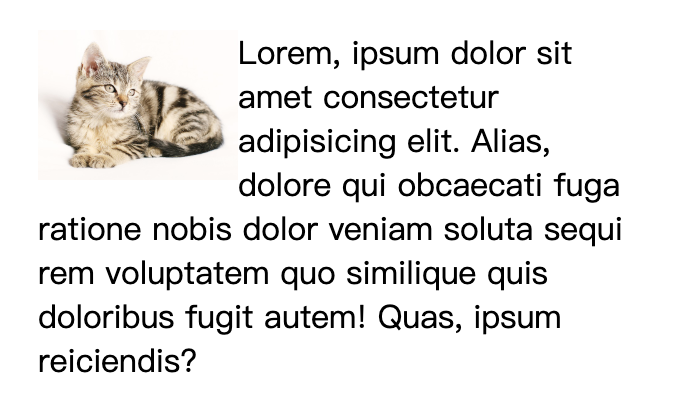 Lorem, ipsum dolor sit
amet consectetur
adipisicing elit. Alias,
dolore qui obcaecati fuga
ratione nobis dolor veniam soluta sequi
rem voluptatem quo similique quis
doloribus fugit autem! Quas, ipsum
reiciendis?